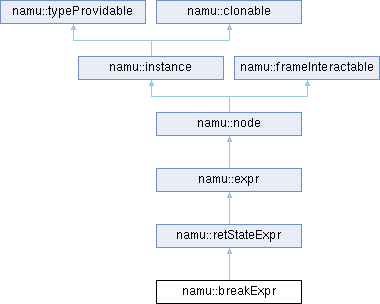 namu::typeProvidable
namu::clonable
namu::instance
namu::frameInteractable
namu::node
namu::expr
namu::retStateExpr
namu::breakExpr